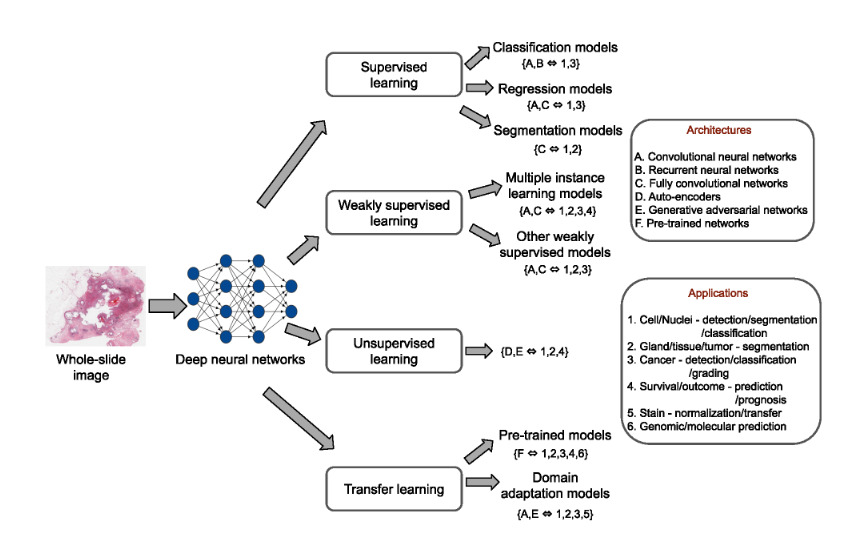 Whole-slide
image
Deep neural networks
Supervised
learning
Classification models
{A,B ⇔ 1,3}
Regression models
{A,C ⇔ 1,3}
Segmentation models
{C ⇔ 1,2}
Weakly supervised
learning
Multiple instance
learning models
{A,C ⇔ 1,2,3,4}
Other weakly
supervised models
{A,C ⇔ 1,2,3}
Unsupervised
learning
{D,E ⇔ 1,2,4}
Transfer learning
Pre-trained models
{F ⇔ 1,2,3,4,6}
Domain
adaptation models
{A,E ⇔ 1,2,3,5}
Architectures
A. Convolutional neural networks
B. Recurrent neural networks
C. Fully convolutional networks
D. Auto-encoders
E. Generative adversarial networks
F. Pre-trained networks
Applications
1. Cell/Nuclei - detection/segmentation
/classification
2. Gland/tissue/tumor - segmentation
3. Cancer - detection/classification
/grading
4. Survival/outcome - prediction
/prognosis
5. Stain - normalization/transfer
6. Genomic/molecular prediction